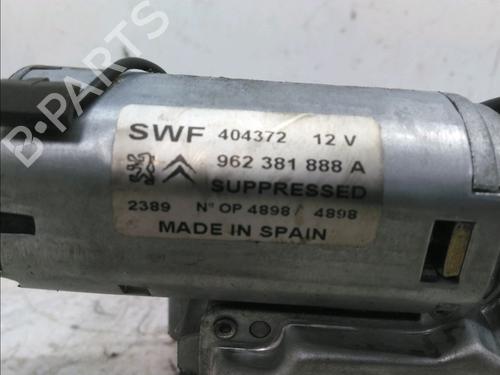 SWF 404372 12 V
962 381 888 A
SUPPRESSED
2389 N° OP 4898 4898
MADE IN SPAIN
B-PARTS